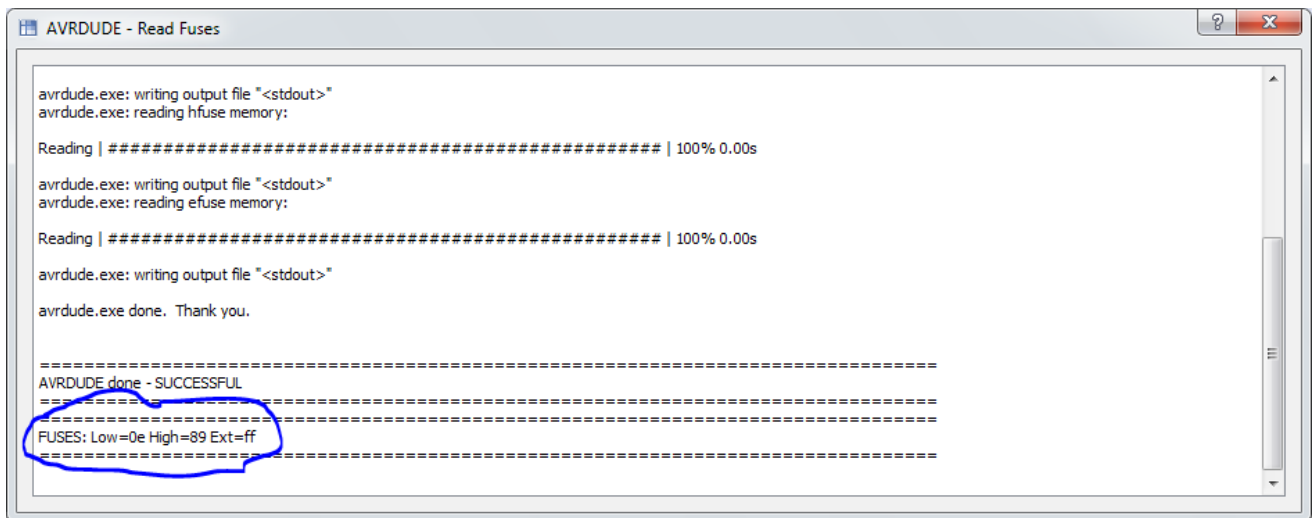 AVRDUDE - Read Fuses
avrdude.exe: writing output file "<stdout>"
avrdude.exe: reading hfuse memory:
Reading | ################################################## | 100% 0.00s
avrdude.exe: writing output file "<stdout>"
avrdude.exe: reading efuse memory:
Reading | ################################################## | 100% 0.00s
avrdude.exe: writing output file "<stdout>"
avrdude.exe done.  Thank you.
================================================================================
AVRDUDE done - SUCCESSFUL
================================================================================
================================================================================
FUSES: Low=0e High=89 Ext=ff
================================================================================